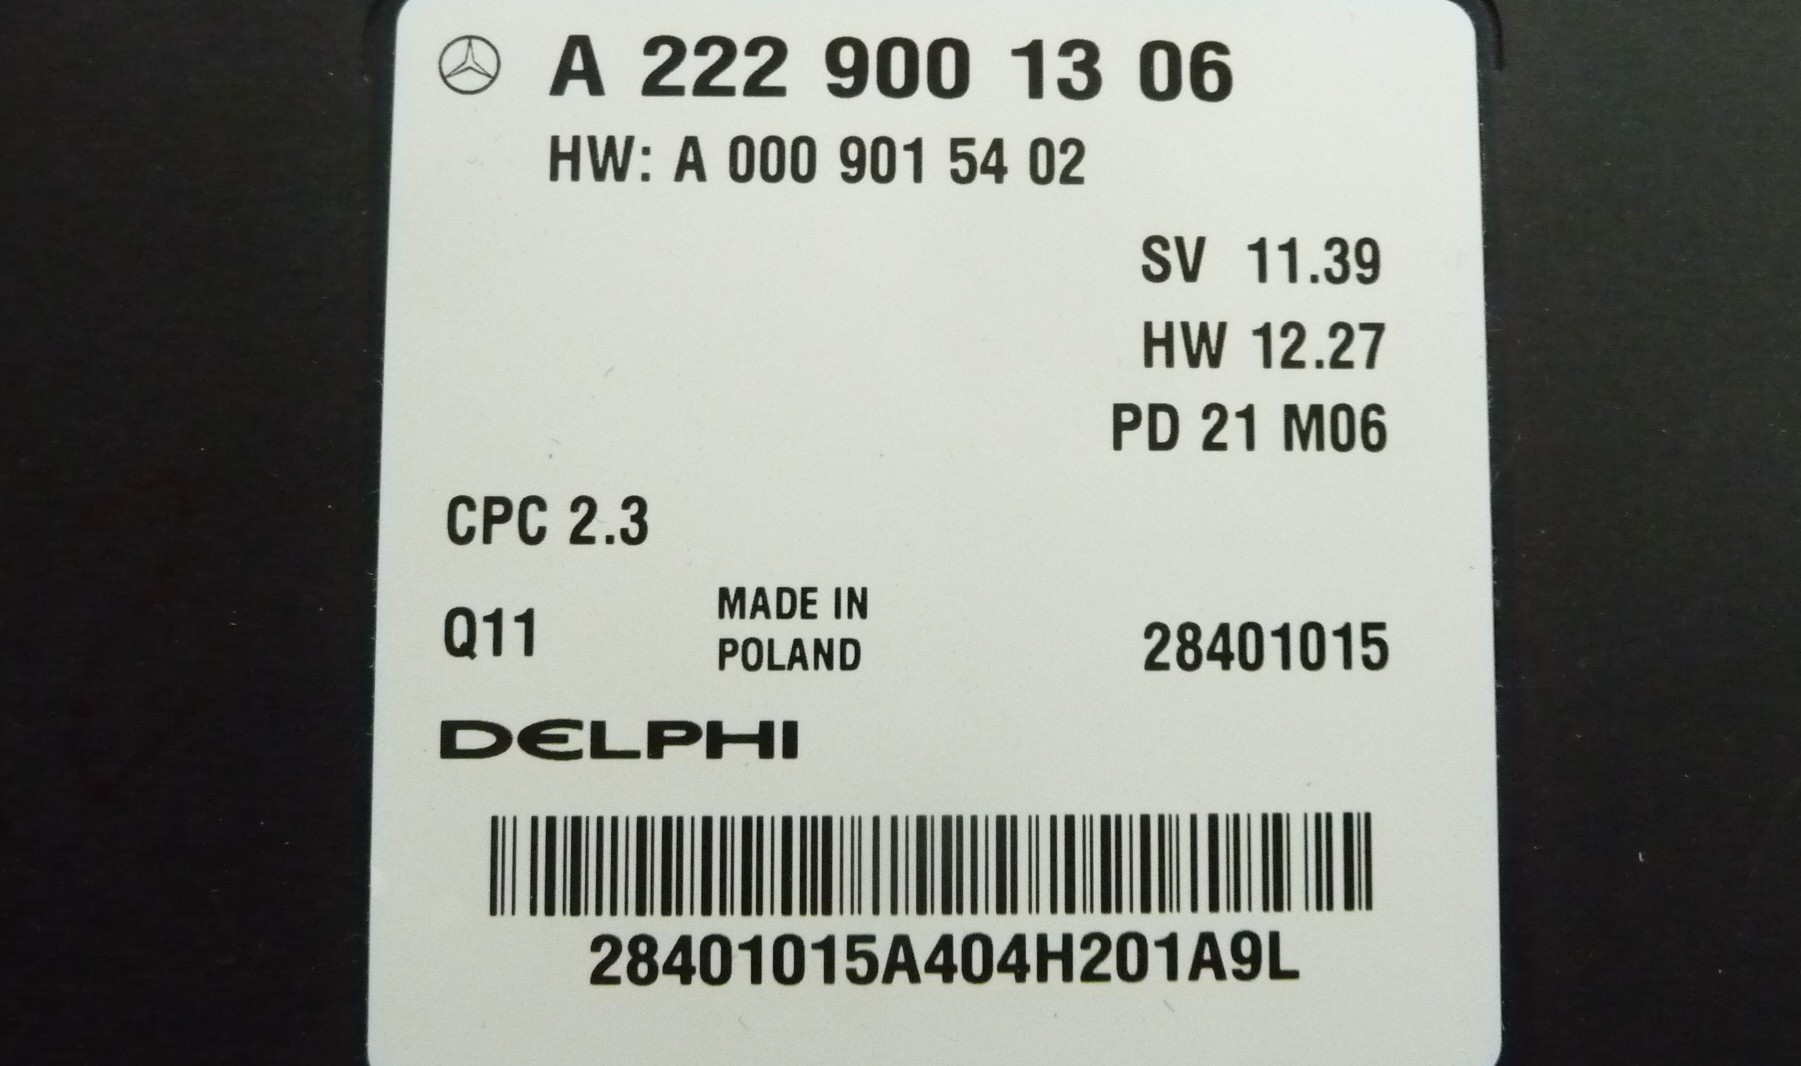 A 222 900 13 06
HW: A 000 901 54 02
SV 11.39
HW 12.27
PD 21 M06
CPC 2.3
Q11
MADE IN
POLAND
28401015
DELPHI
28401015A404H201A9L